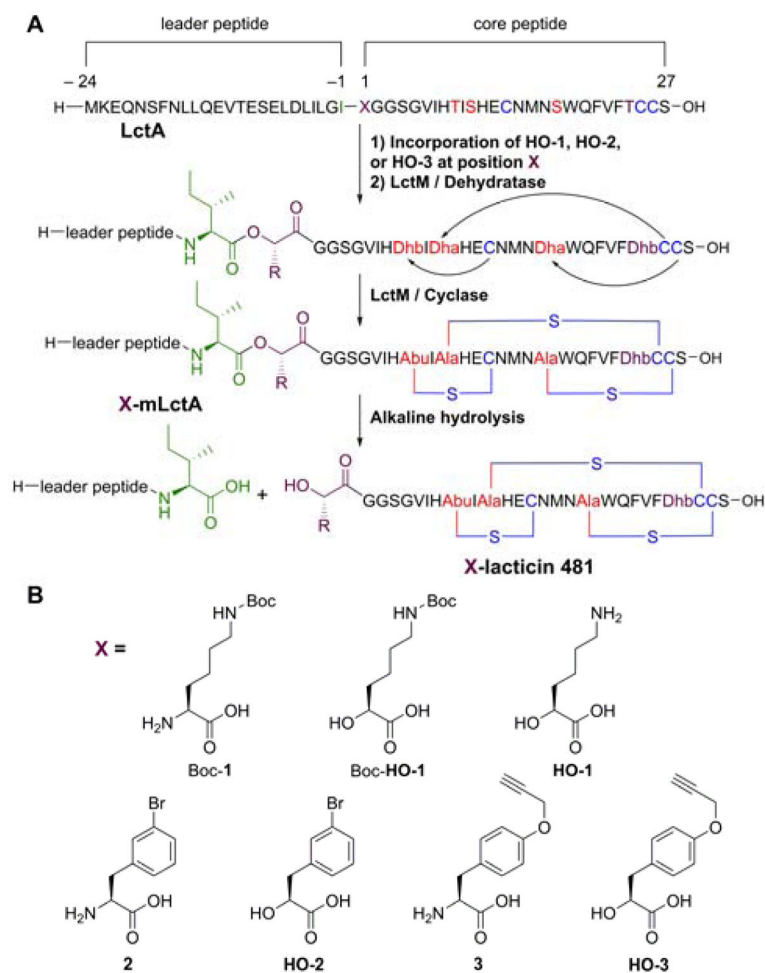 A
leader peptide
core peptide
– 24
–1
1
27
H—MKEQNSFNLLQEVTESELDLILGI—XGGSGVIHTISHECNMNSWQFVFTCCS—OH
LctA
1) Incorporation of HO-1, HO-2,
or HO-3 at position X
2) LctM / Dehydratase
H—leader peptide
N
H
O
O
O
R
GGSGVIHDhbIDhaHECNMNDhaWQFVFDhbCCS—OH
LctM / Cyclase
S
H—leader peptide
N
H
O
O
O
R
GGSGVIHAbuIAlaHECNMNAlaWQFVFDhbCCS—OH
S
S
X-mLctA
Alkaline hydrolysis
S
H—leader peptide
N
H
OH
O
+
HO
O
R
GGSGVIHAbuIAlaHECNMNAlaWQFVFDhbCCS—OH
S
S
X-lacticin 481
B
X =
HN
Boc
H2N
OH
O
Boc-1
HN
Boc
HO
OH
O
Boc-HO-1
NH2
HO
OH
O
HO-1
Br
H2N
OH
O
2
Br
HO
OH
O
HO-2
O
H2N
OH
O
3
O
HO
OH
O
HO-3